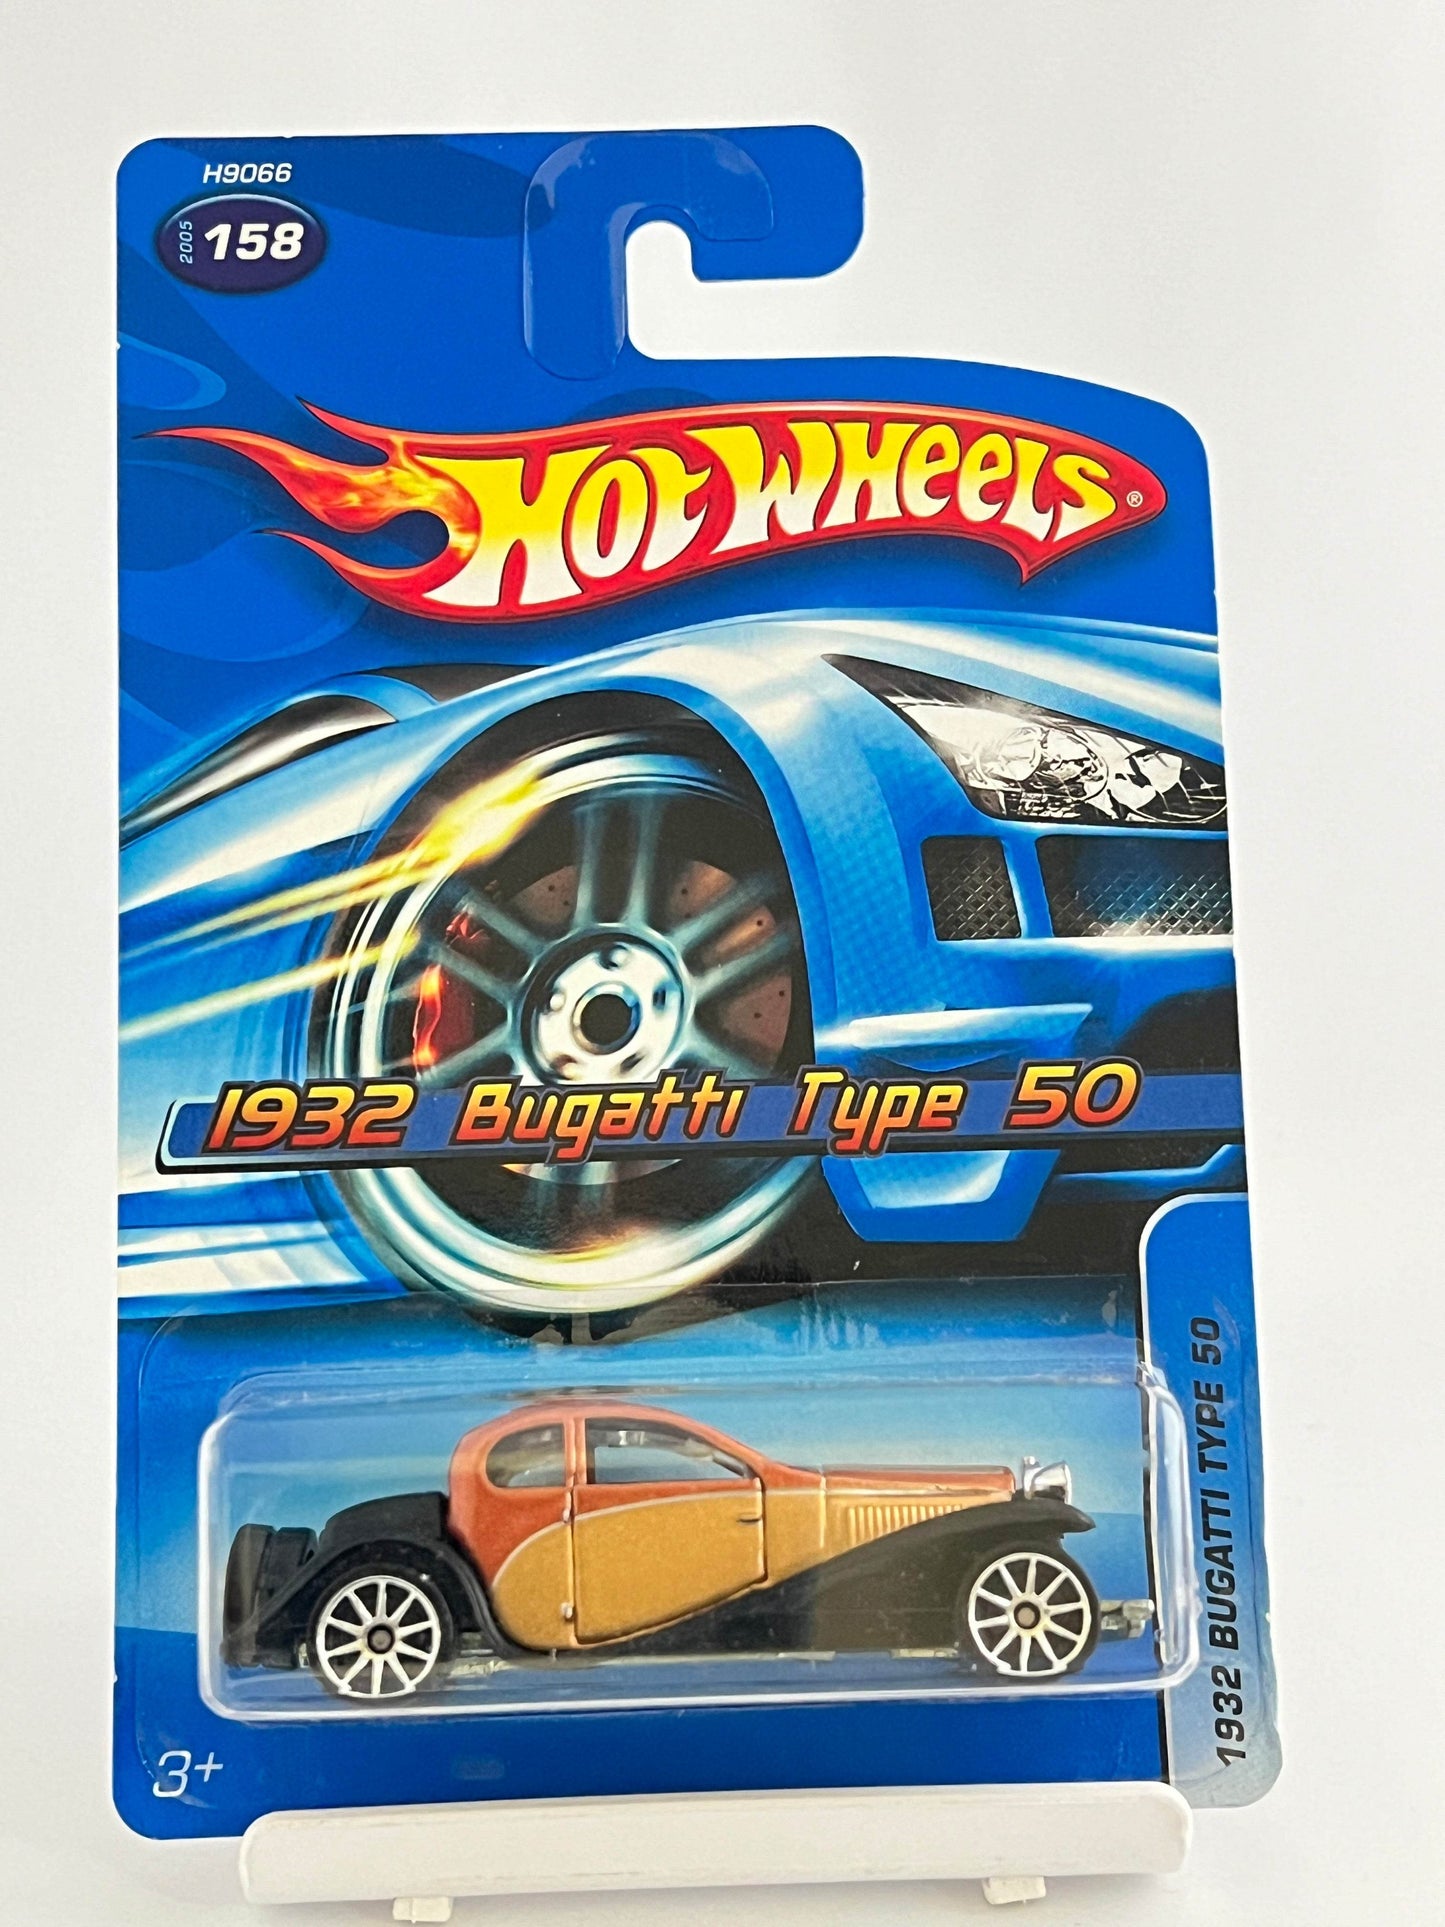 H9066
2005
158
HOT WHEELS®
1932 Bugatti Type 50
1932 BUGATTI TYPE 50
3+